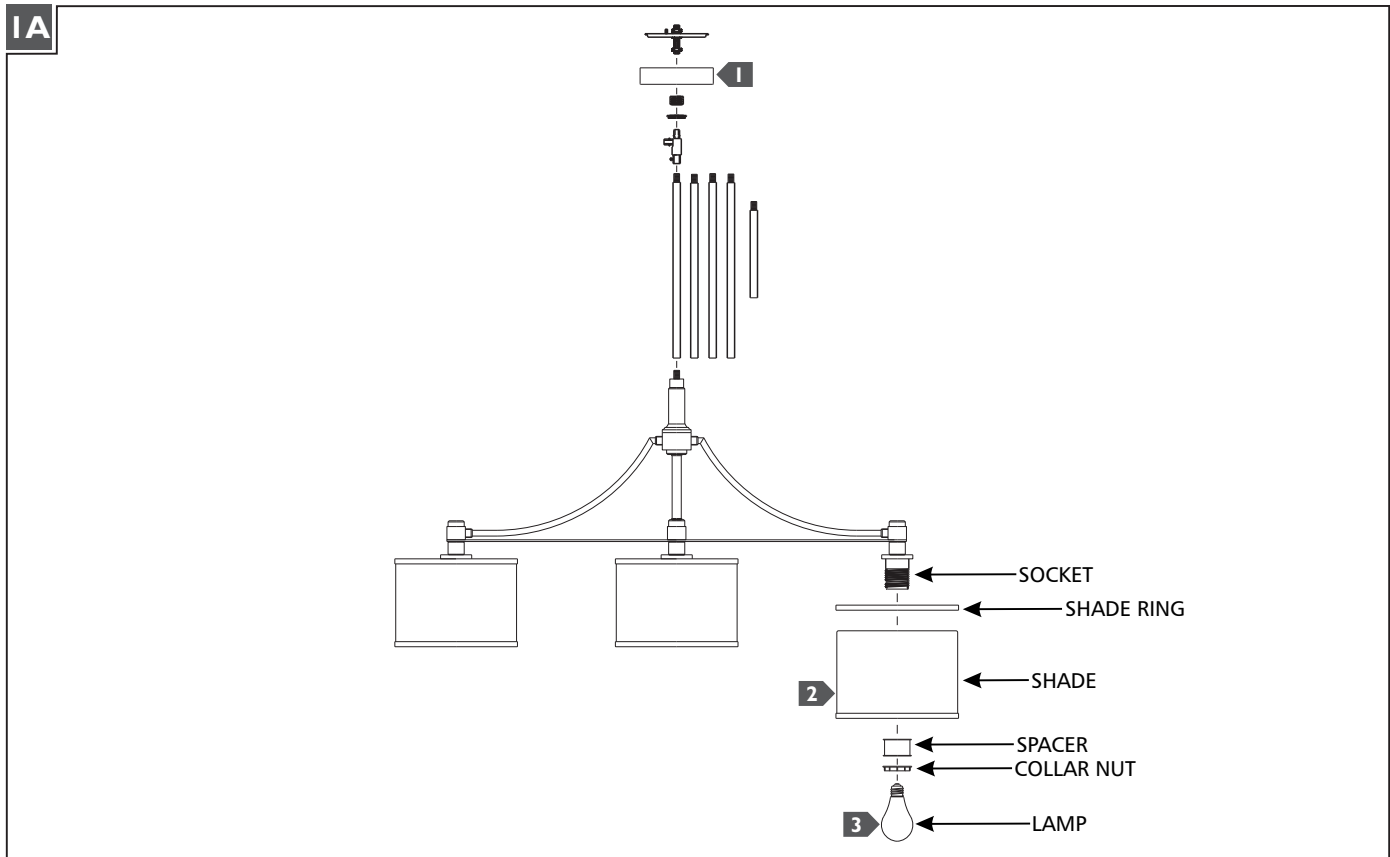 1A
1
SOCKET
SHADE RING
SHADE
2
SPACER
COLLAR NUT
LAMP
3